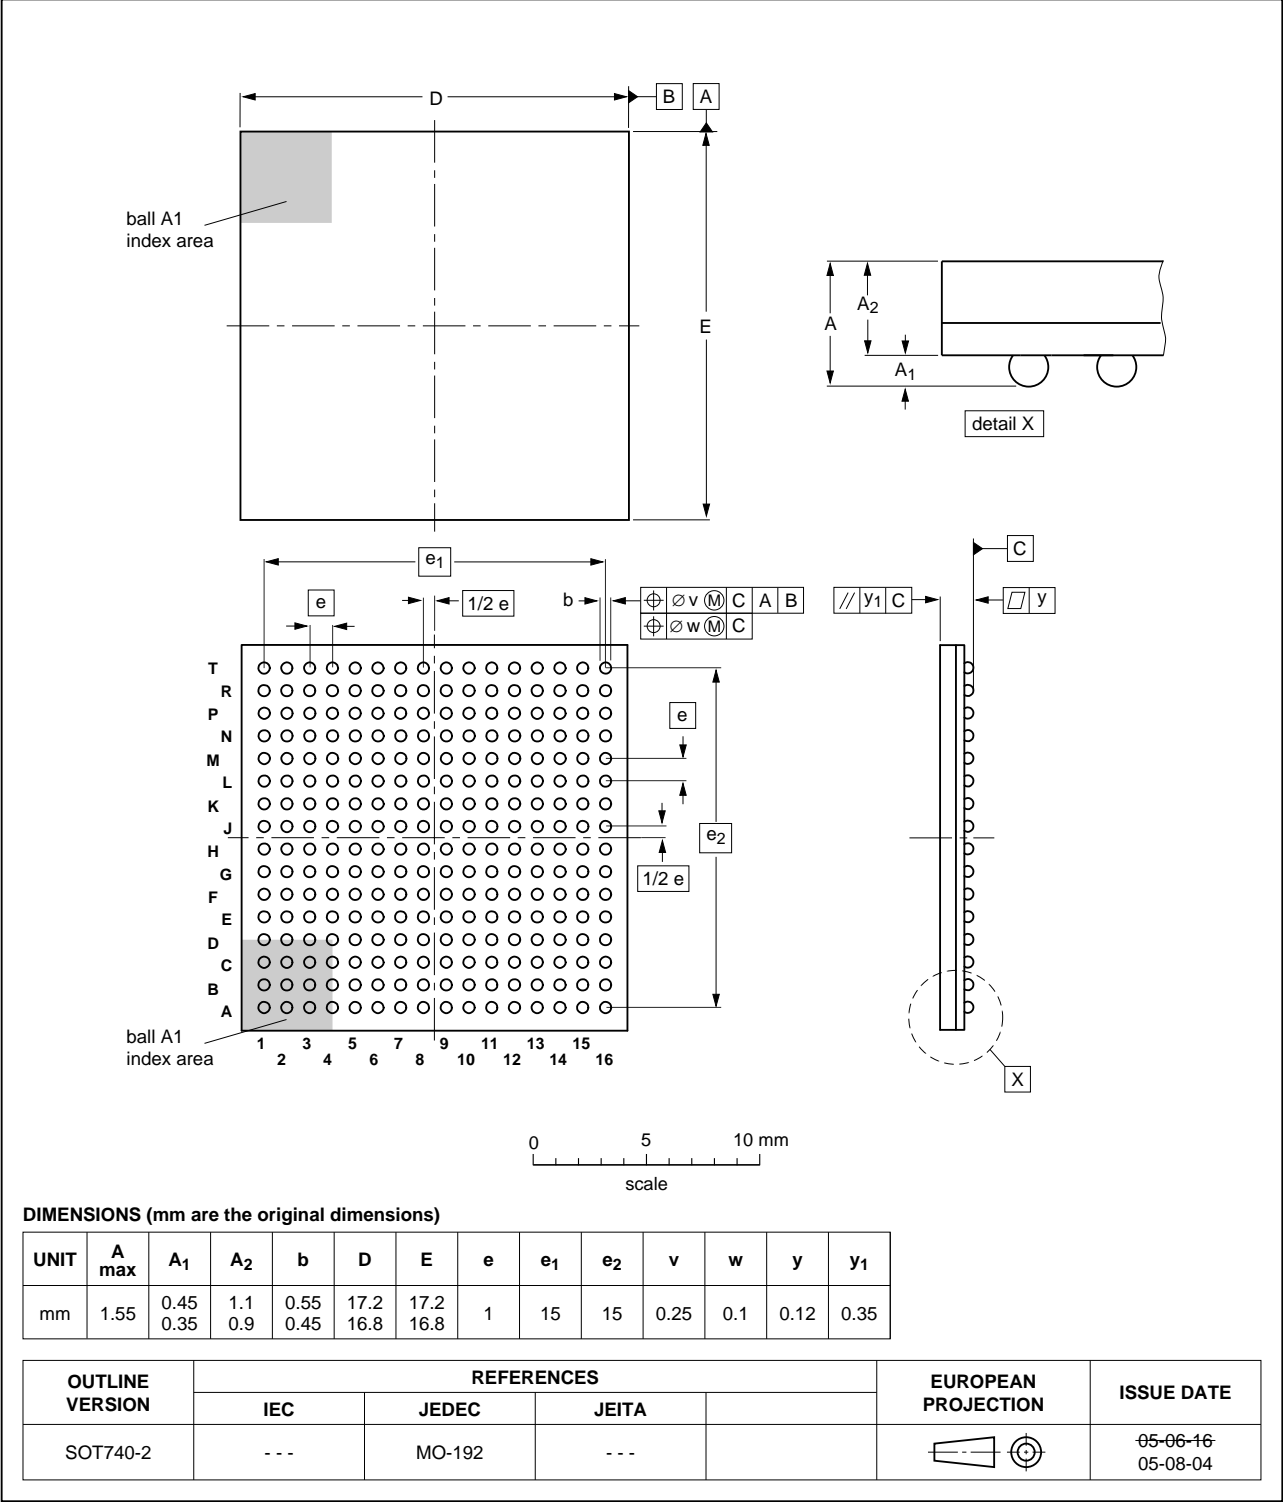 D
B
A
ball A1
index area
E
A
A2
A1
detail X
e1
e
1/2 e
b
⌖ ∅ v Ⓜ C A B
⌖ ∅ w Ⓜ C
C
// y1 C
⏥ y
T
R
P
N
M
L
K
J
H
G
F
E
D
C
B
A
e
e2
1/2 e
ball A1
index area
1 3 5 7 9 11 13 15
2 4 6 8 10 12 14 16
X
0 5 10 mm
scale
DIMENSIONS (mm are the original dimensions)
UNIT A max A1 A2 b D E e e1 e2 v w y y1
mm 1.55 0.45 0.35 1.1 0.9 0.55 0.45 17.2 16.8 17.2 16.8 1 15 15 0.25 0.1 0.12 0.35
OUTLINE VERSION
REFERENCES
IEC JEDEC JEITA
EUROPEAN PROJECTION
ISSUE DATE
SOT740-2 - - - MO-192 - - -
05-06-16
05-08-04